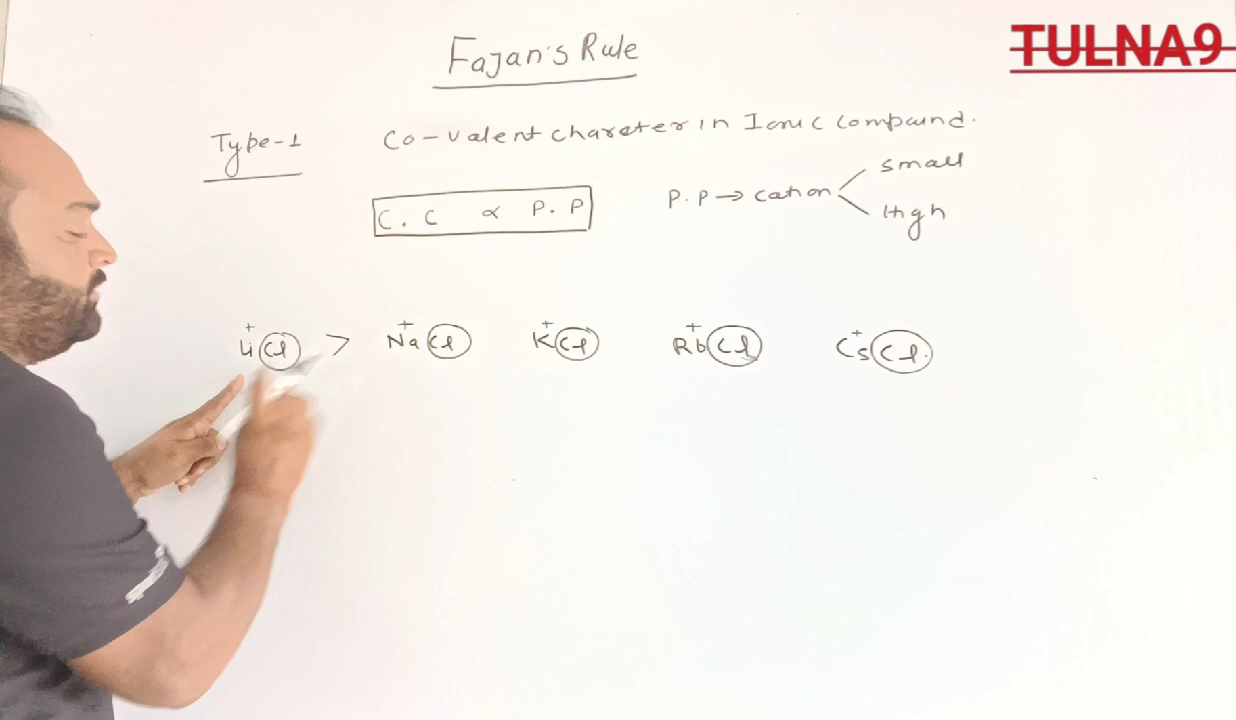 TULNA9
Fajan's Rule
Type-1 Co-valent charater in Ionic compound.
C. C ∝ P. P P. P → cation small
High
Li⁺Cl > Na⁺Cl K⁺Cl Rb⁺Cl Cs⁺Cl